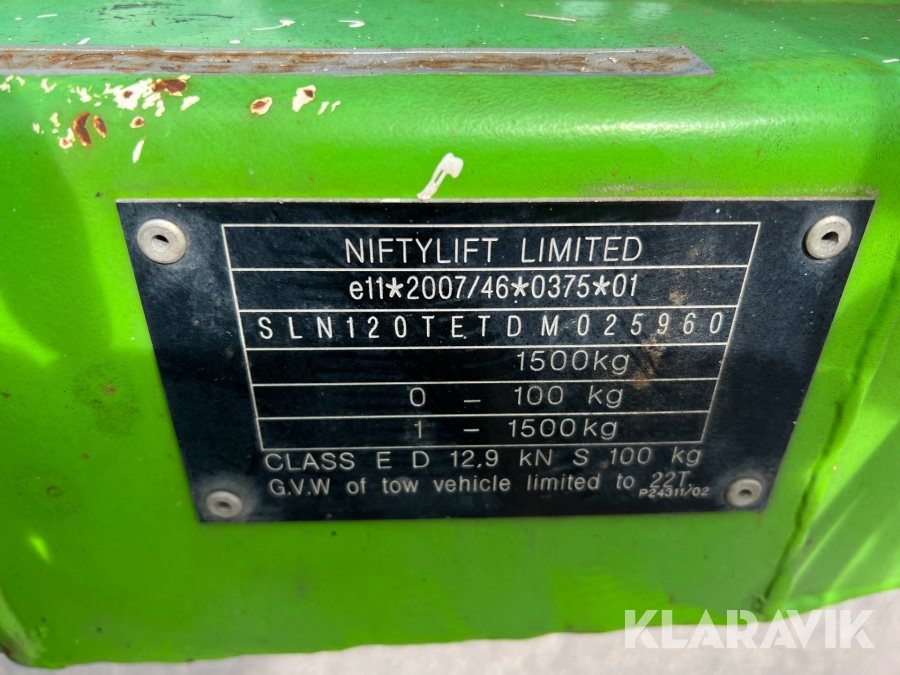 NIFTYLIFT LIMITED
e11*2007/46*0375*01
SLN120TETDM025960
1500kg
0 - 100 kg
1 - 1500kg
CLASS E D 12,9 kN S 100 kg
G.V.W of tow vehicle limited to 22T.
P24311/02
KLARAVIK